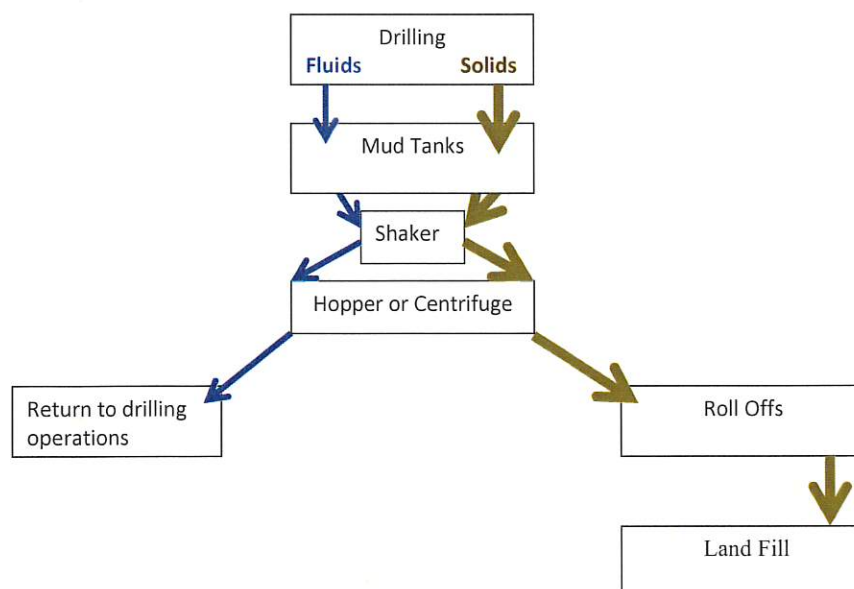 Drilling
Fluids Solids
Mud Tanks
Shaker
Hopper or Centrifuge
Return to drilling
operations
Roll Offs
Land Fill